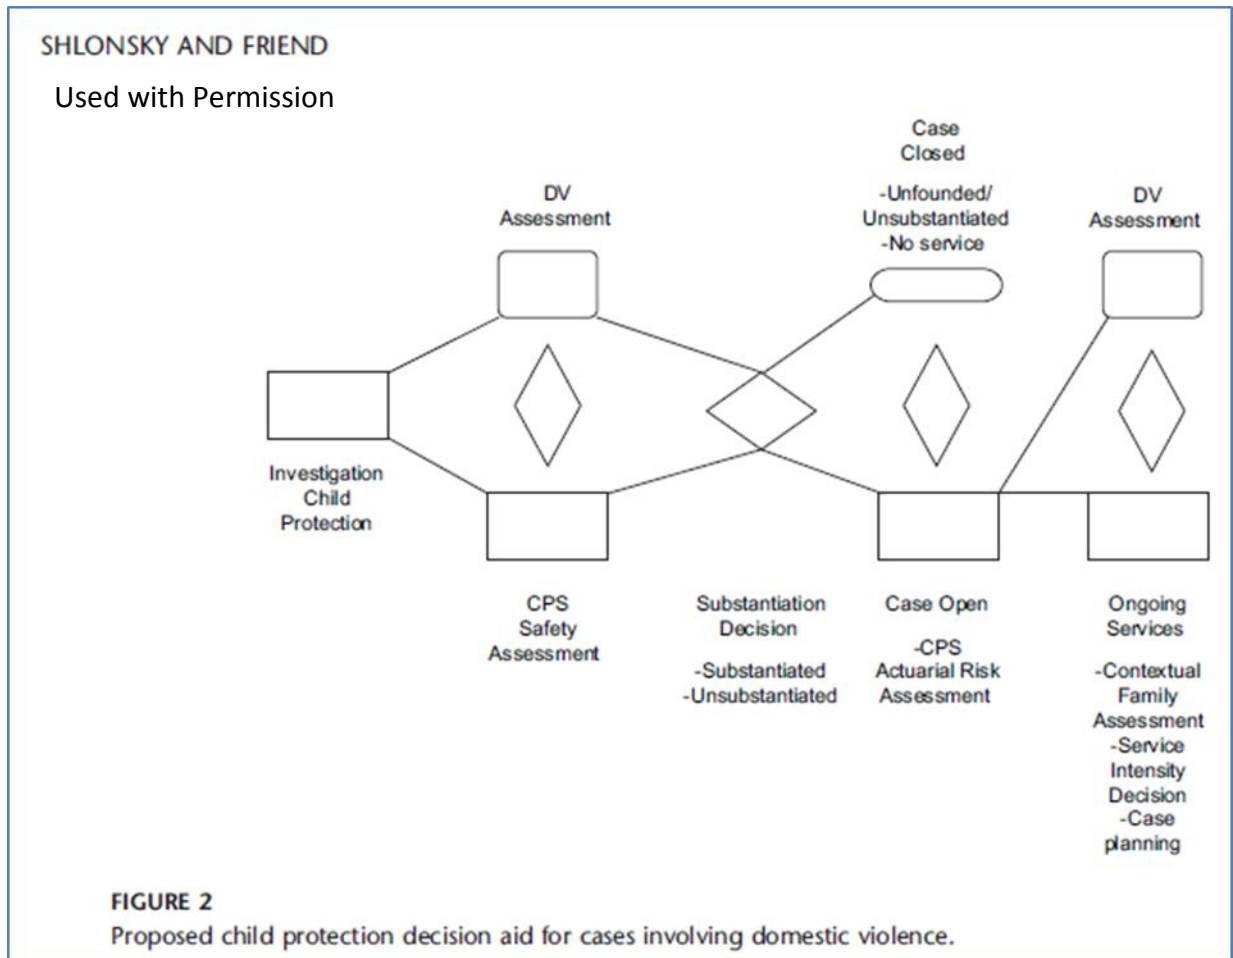 SHLONSKY AND FRIEND
Used with Permission
DV
Assessment
Case
Closed
-Unfounded/
Unsubstantiated
-No service
DV
Assessment
Investigation
Child
Protection
CPS
Safety
Assessment
Substantiation
Decision
-Substantiated
-Unsubstantiated
Case Open
-CPS
Actuarial Risk
Assessment
Ongoing
Services
-Contextual
Family
Assessment
-Service
Intensity
Decision
-Case
planning
FIGURE 2
Proposed child protection decision aid for cases involving domestic violence.